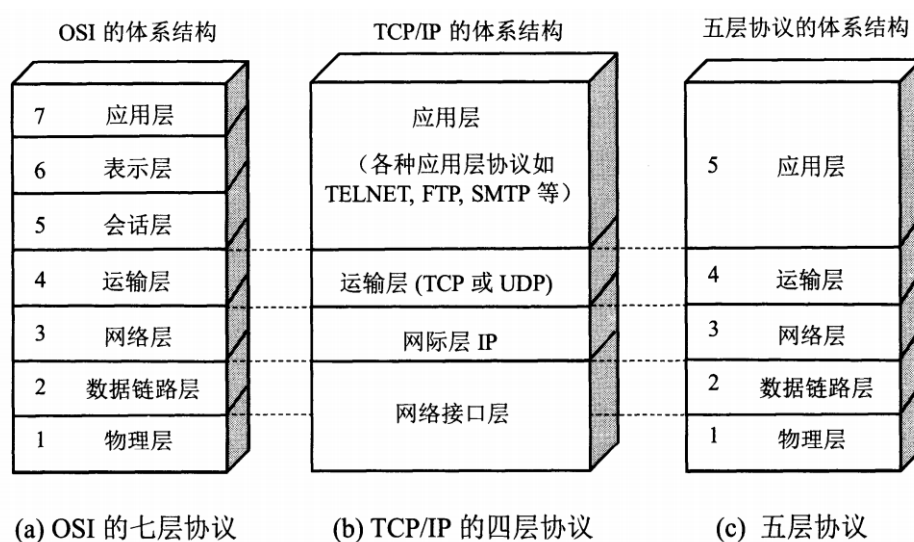 OSI 的体系结构
7 应用层
6 表示层
5 会话层
4 运输层
3 网络层
2 数据链路层
1 物理层
(a) OSI 的七层协议
TCP/IP 的体系结构
应用层
（各种应用层协议如
TELNET, FTP, SMTP 等）
运输层 (TCP 或 UDP)
网际层 IP
网络接口层
(b) TCP/IP 的四层协议
五层协议的体系结构
5 应用层
4 运输层
3 网络层
2 数据链路层
1 物理层
(c) 五层协议